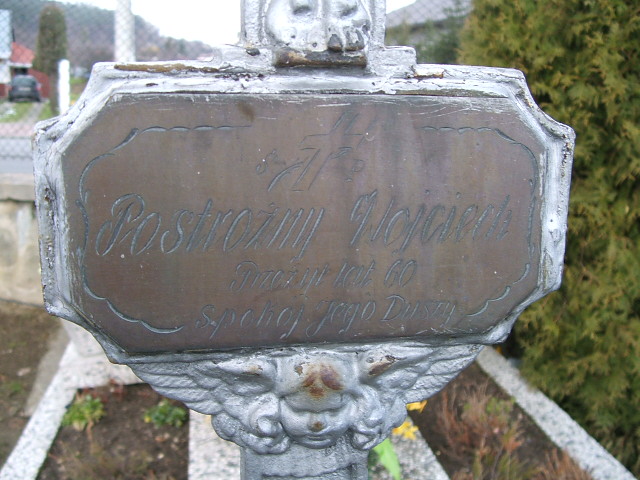 Ś P
Postrożny Wojciech
Przeżył lat 60
Spokój jego Duszy